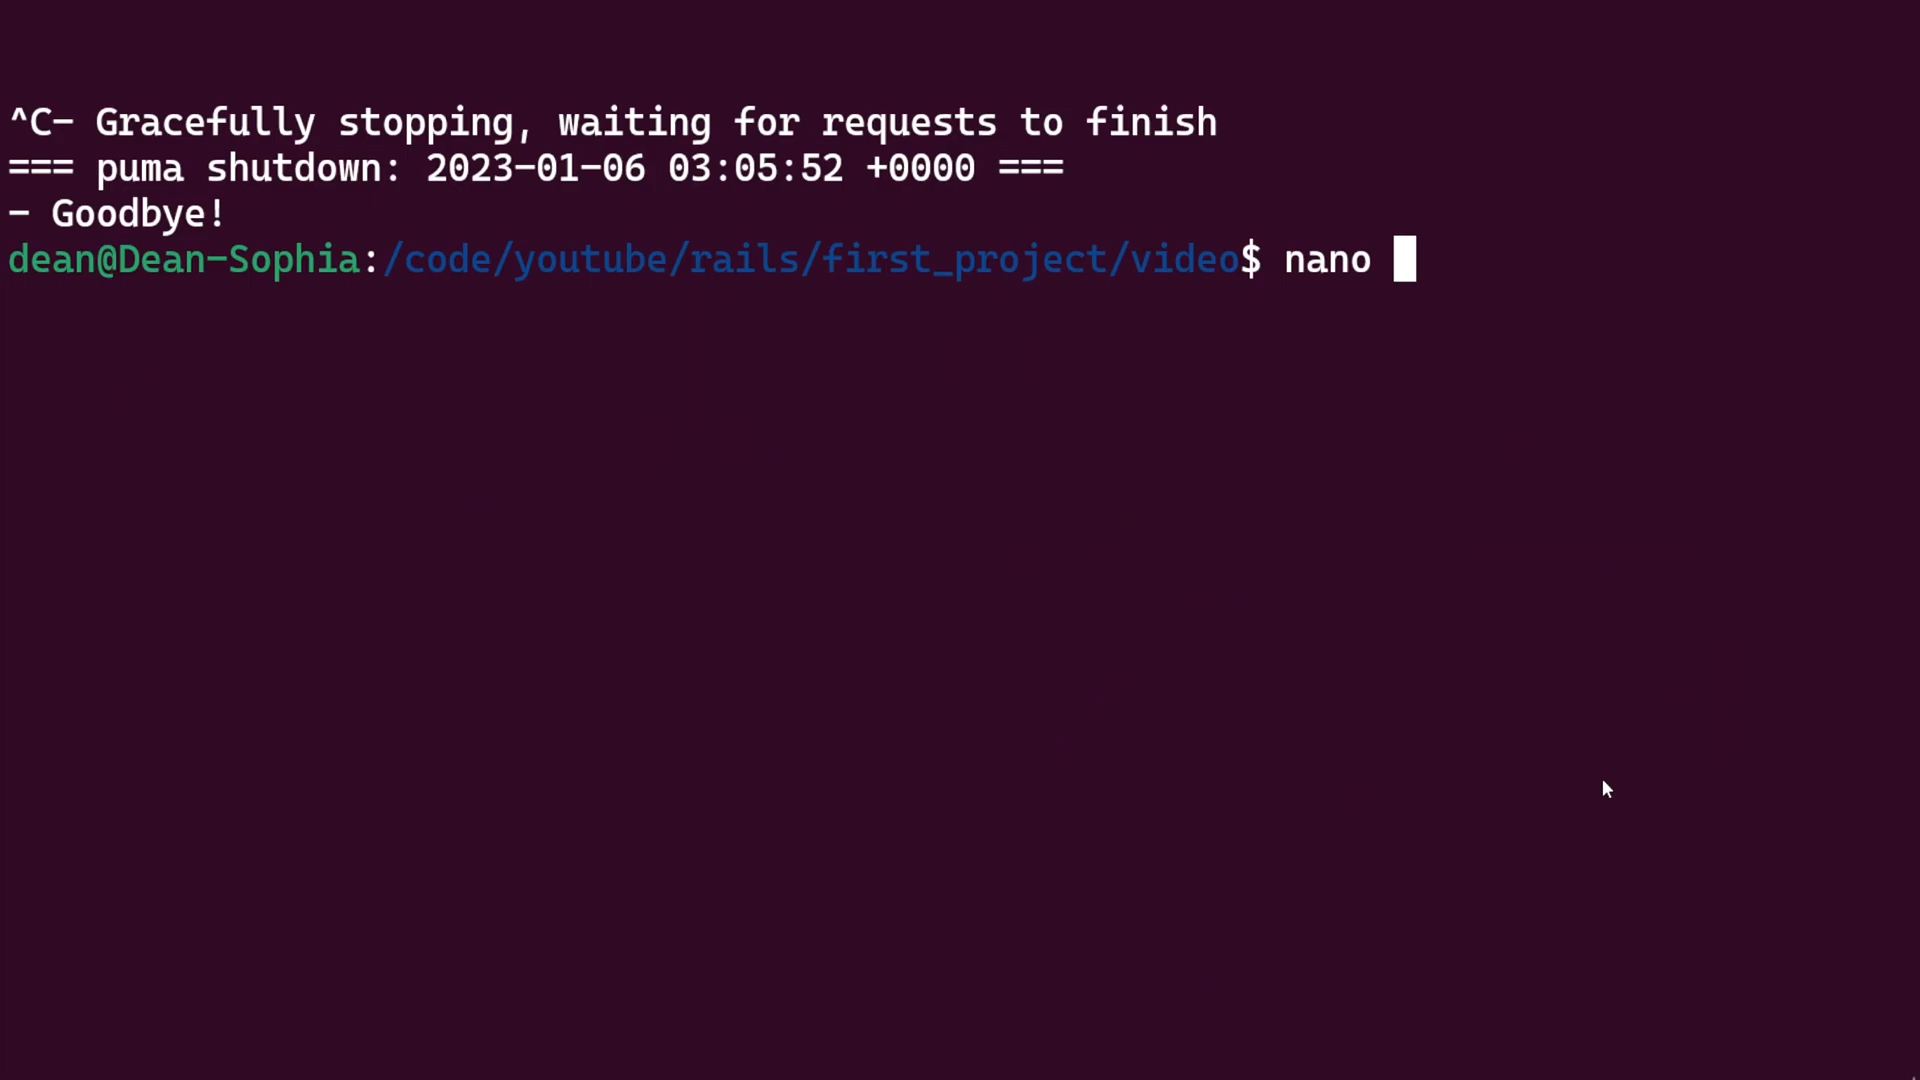 ^C- Gracefully stopping, waiting for requests to finish
=== puma shutdown: 2023-01-06 03:05:52 +0000 ===
- Goodbye!
dean@Dean-Sophia:/code/youtube/rails/first_project/video$ nano